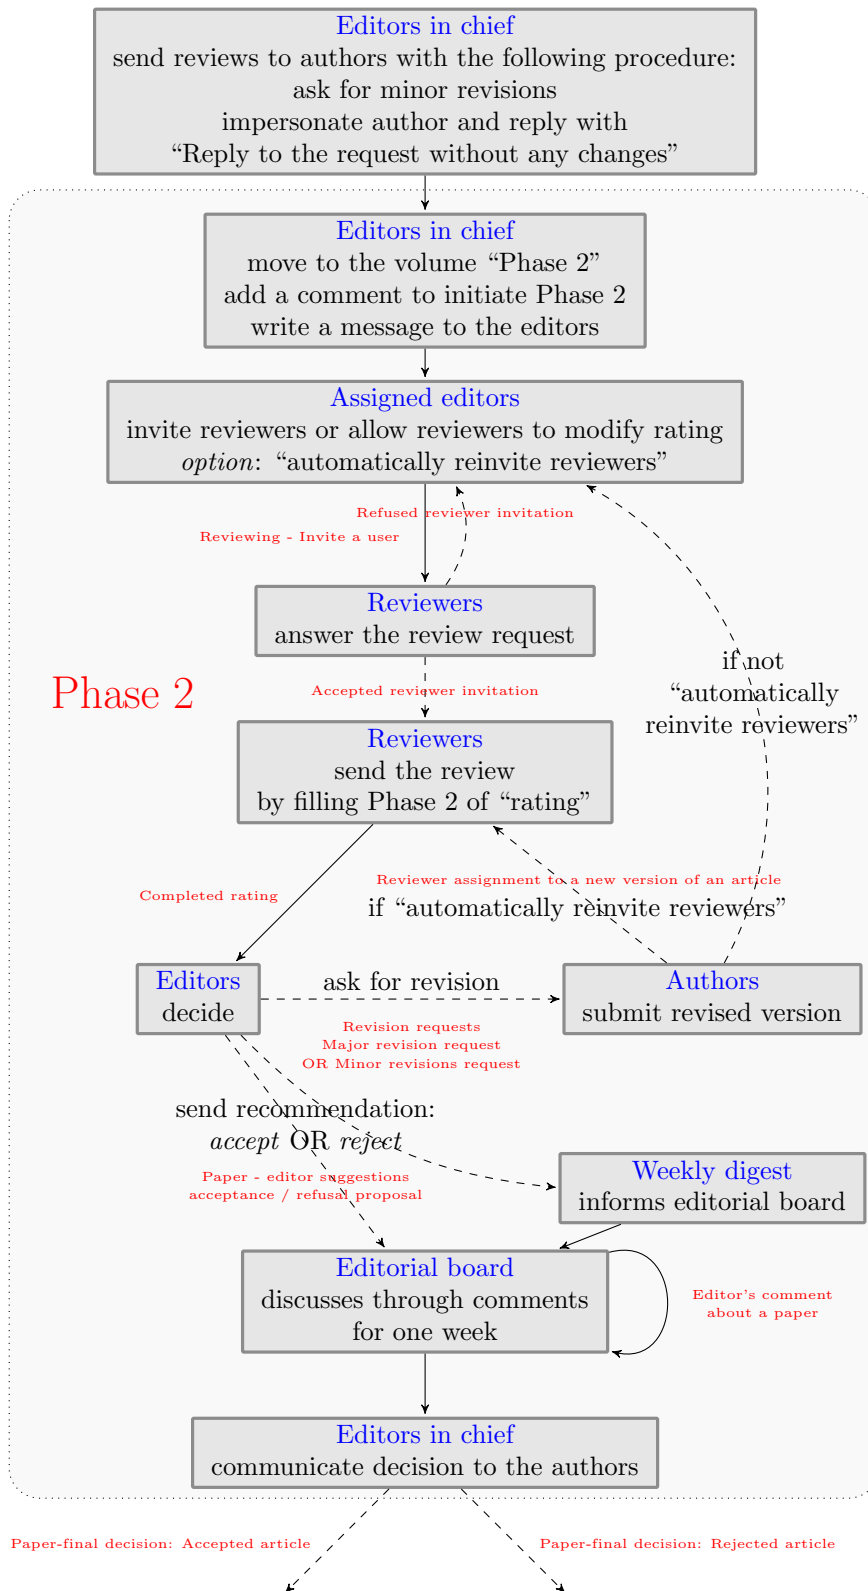 Editors in chief
send reviews to authors with the following procedure:
ask for minor revisions
impersonate author and reply with
“Reply to the request without any changes”
Editors in chief
move to the volume “Phase 2”
add a comment to initiate Phase 2
write a message to the editors
Assigned editors
invite reviewers or allow reviewers to modify rating
option: “automatically reinvite reviewers”
Refused reviewer invitation
Reviewing - Invite a user
Reviewers
answer the review request
if not
“automatically
reinvite reviewers”
Phase 2
Accepted reviewer invitation
Reviewers
send the review
by filling Phase 2 of “rating”
Completed rating
Reviewer assignment to a new version of an article
if “automatically reinvite reviewers”
Editors
decide
ask for revision
Authors
submit revised version
Revision requests
Major revision request
OR Minor revisions request
send recommendation:
accept OR reject
Paper - editor suggestions
acceptance / refusal proposal
Weekly digest
informs editorial board
Editorial board
discusses through comments
for one week
Editor's comment
about a paper
Editors in chief
communicate decision to the authors
Paper-final decision: Accepted article
Paper-final decision: Rejected article